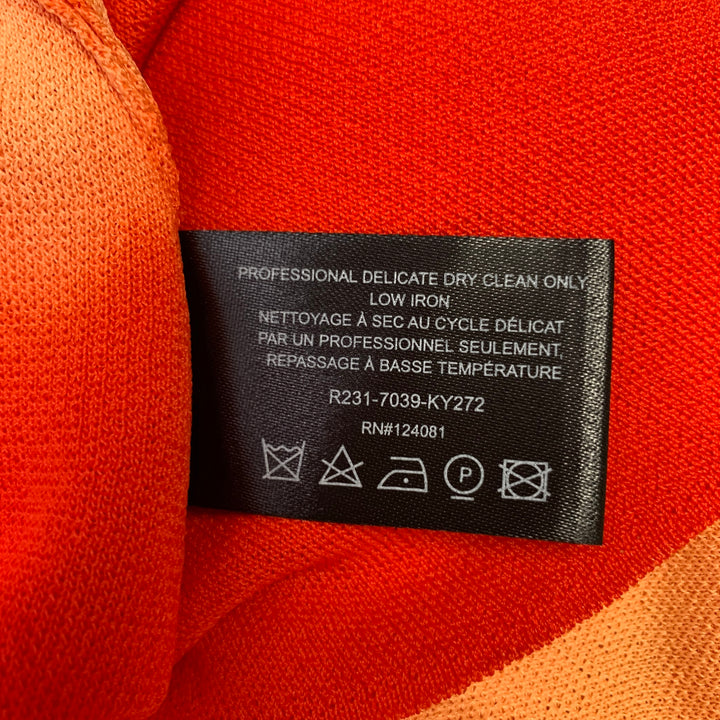 PROFESSIONAL DELICATE DRY CLEAN ONLY
LOW IRON
NETTOYAGE À SEC AU CYCLE DÉLICAT
PAR UN PROFESSIONNEL SEULEMENT,
REPASSAGE À BASSE TEMPÉRATURE
R231-7039-KY272
RN#124081
P